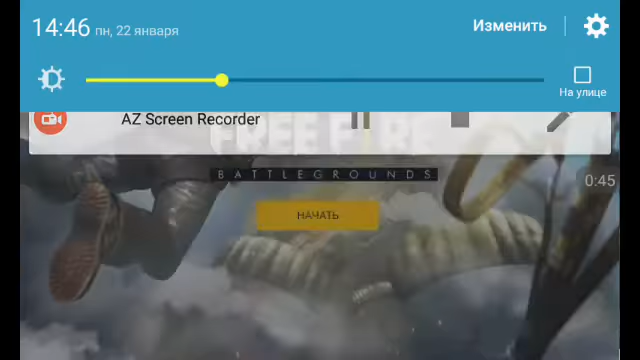 14:46 пн, 22 января
Изменить
На улице
AZ Screen Recorder
FREE FIRE
BATTLEGROUNDS
0:45
НАЧАТЬ